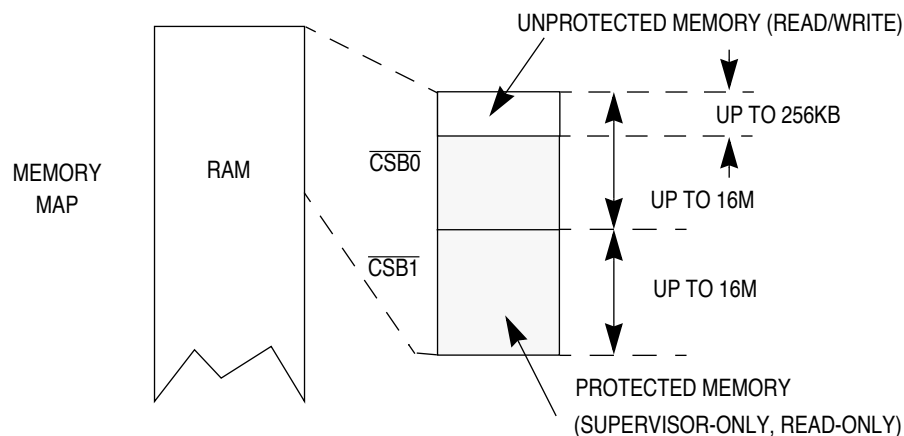 UNPROTECTED MEMORY (READ/WRITE)
UP TO 256KB
CSB0
MEMORY
MAP
RAM
UP TO 16M
CSB1
UP TO 16M
PROTECTED MEMORY
(SUPERVISOR-ONLY, READ-ONLY)